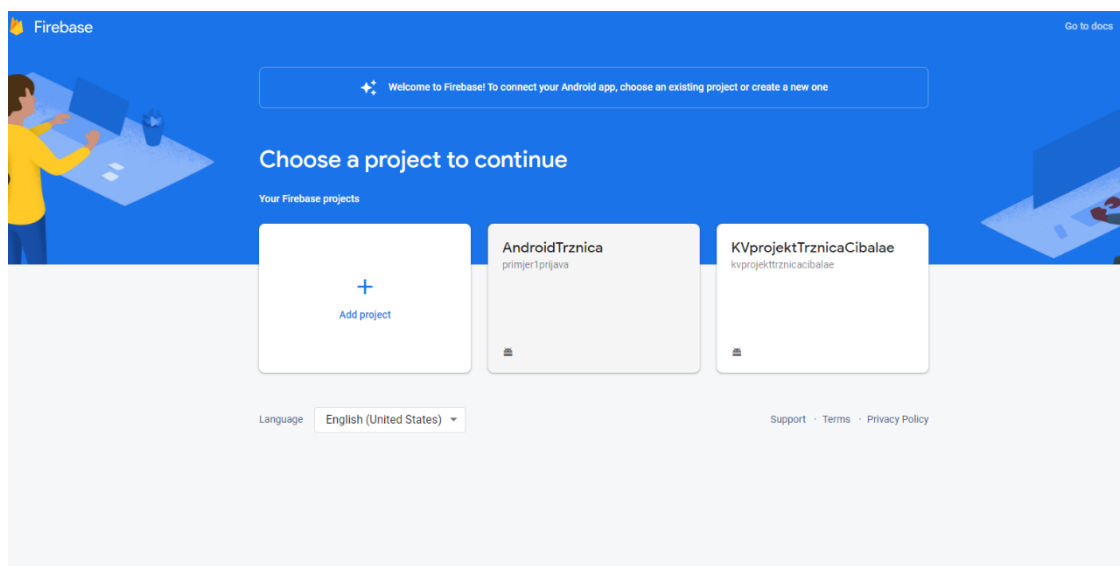 Firebase
Go to docs
Welcome to Firebase! To connect your Android app, choose an existing project or create a new one
Choose a project to continue
Your Firebase projects
Add project
AndroidTrznica
primjer1prijava
KVprojektTrznicaCibalae
kvprojekttrznicacibalae
Language
English (United States)
Support · Terms · Privacy Policy